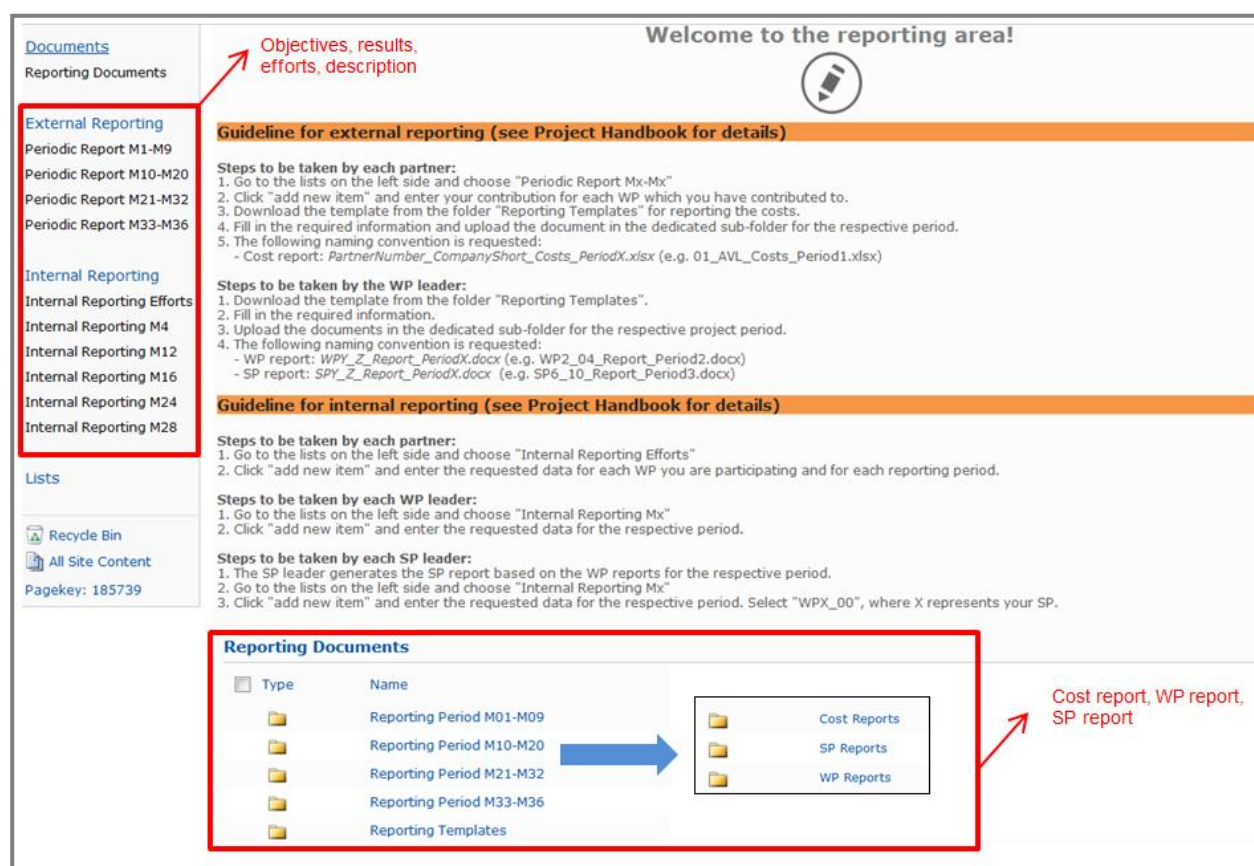 Documents
Reporting Documents
External Reporting
Periodic Report M1-M9
Periodic Report M10-M20
Periodic Report M21-M32
Periodic Report M33-M36
Internal Reporting
Internal Reporting Efforts
Internal Reporting M4
Internal Reporting M12
Internal Reporting M16
Internal Reporting M24
Internal Reporting M28
Lists
Recycle Bin
All Site Content
Pagekey: 185739
Objectives, results,
efforts, description
Welcome to the reporting area!
Guideline for external reporting (see Project Handbook for details)
Steps to be taken by each partner:
1. Go to the lists on the left side and choose "Periodic Report Mx-Mx"
2. Click "add new item" and enter your contribution for each WP which you have contributed to.
3. Download the template from the folder "Reporting Templates" for reporting the costs.
4. Fill in the required information and upload the document in the dedicated sub-folder for the respective period.
5. The following naming convention is requested:
- Cost report: PartnerNumber_CompanyShort_Costs_PeriodX.xlsx (e.g. 01_AVL_Costs_Period1.xlsx)
Steps to be taken by the WP leader:
1. Download the template from the folder "Reporting Templates".
2. Fill in the required information.
3. Upload the documents in the dedicated sub-folder for the respective project period.
4. The following naming convention is requested:
- WP report: WPY_Z_Report_PeriodX.docx (e.g. WP2_04_Report_Period2.docx)
- SP report: SPY_Z_Report_PeriodX.docx (e.g. SP6_10_Report_Period3.docx)
Guideline for internal reporting (see Project Handbook for details)
Steps to be taken by each partner:
1. Go to the lists on the left side and choose "Internal Reporting Efforts"
2. Click "add new item" and enter the requested data for each WP you are participating and for each reporting period.
Steps to be taken by each WP leader:
1. Go to the lists on the left side and choose "Internal Reporting Mx"
2. Click "add new item" and enter the requested data for the respective period.
Steps to be taken by each SP leader:
1. The SP leader generates the SP report based on the WP reports for the respective period.
2. Go to the lists on the left side and choose "Internal Reporting Mx"
3. Click "add new item" and enter the requested data for the respective period. Select "WPX_00", where X represents your SP.
Reporting Documents
Type Name
Reporting Period M01-M09
Reporting Period M10-M20
Reporting Period M21-M32
Reporting Period M33-M36
Reporting Templates
Cost Reports
SP Reports
WP Reports
Cost report, WP report,
SP report